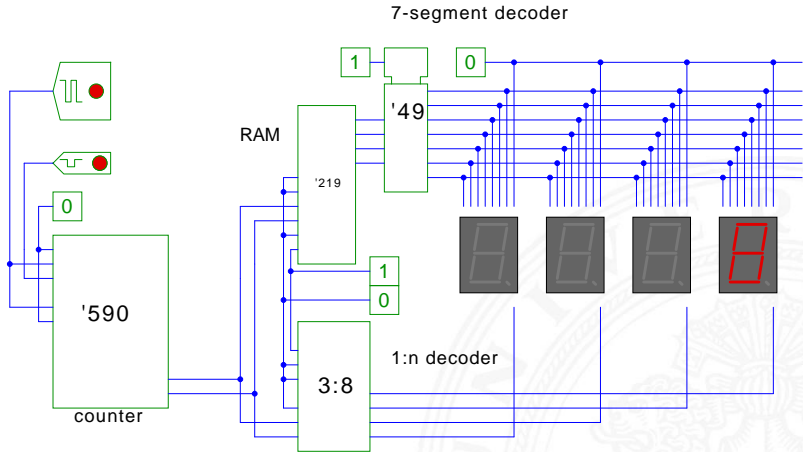 7-segment decoder
1
0
'49
RAM
'219
0
1
0
'590
1:n decoder
3:8
counter